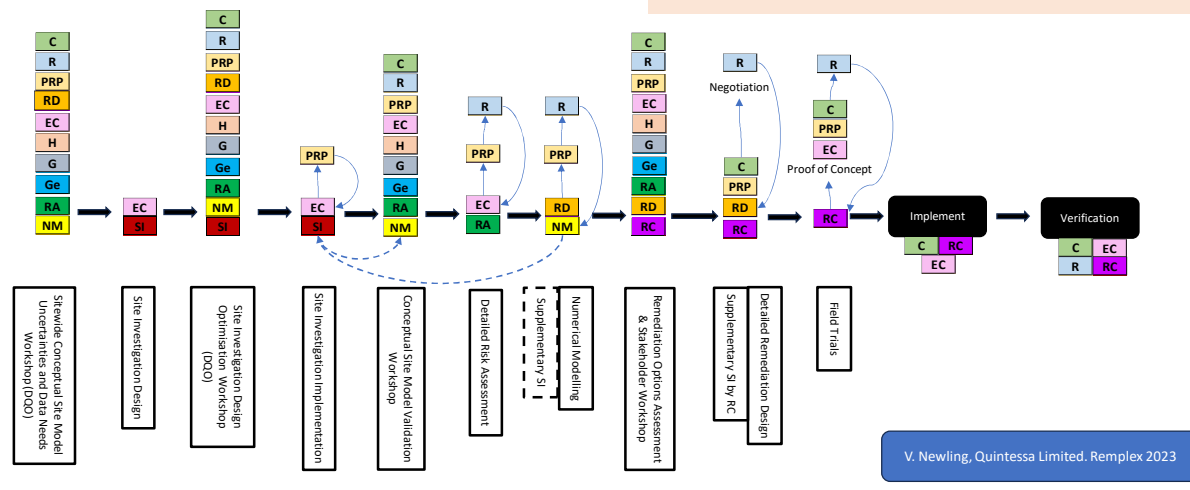 C
R
PRP
RD
EC
H
G
Ge
RA
NM
EC
SI
C
R
PRP
RD
EC
H
G
Ge
RA
NM
SI
PRP
EC
SI
C
R
PRP
EC
H
G
Ge
RA
NM
R
PRP
EC
RA
R
PRP
RD
NM
C
R
PRP
EC
H
G
Ge
RA
RD
RC
R
Negotiation
C
PRP
RD
RC
R
C
PRP
EC
Proof of Concept
RC
Implement
C RC
EC
Verification
C EC
R RC
Sitewide Conceptual Site Model
Uncertainties and Data Needs
Workshop (DQO)
Site Investigation Design
Site Investigation Design
Optimisation Workshop
(DQO)
Site Investigation Implementation
Conceptual Site Model Validation
Workshop
Detailed Risk Assessment
Supplementary SI
Numerical Modelling
Remediation Options Assessment
& Stakeholder Workshop
Supplementary SI by RC
Detailed Remediation Design
Field Trials
V. Newling, Quintessa Limited. Remplex 2023